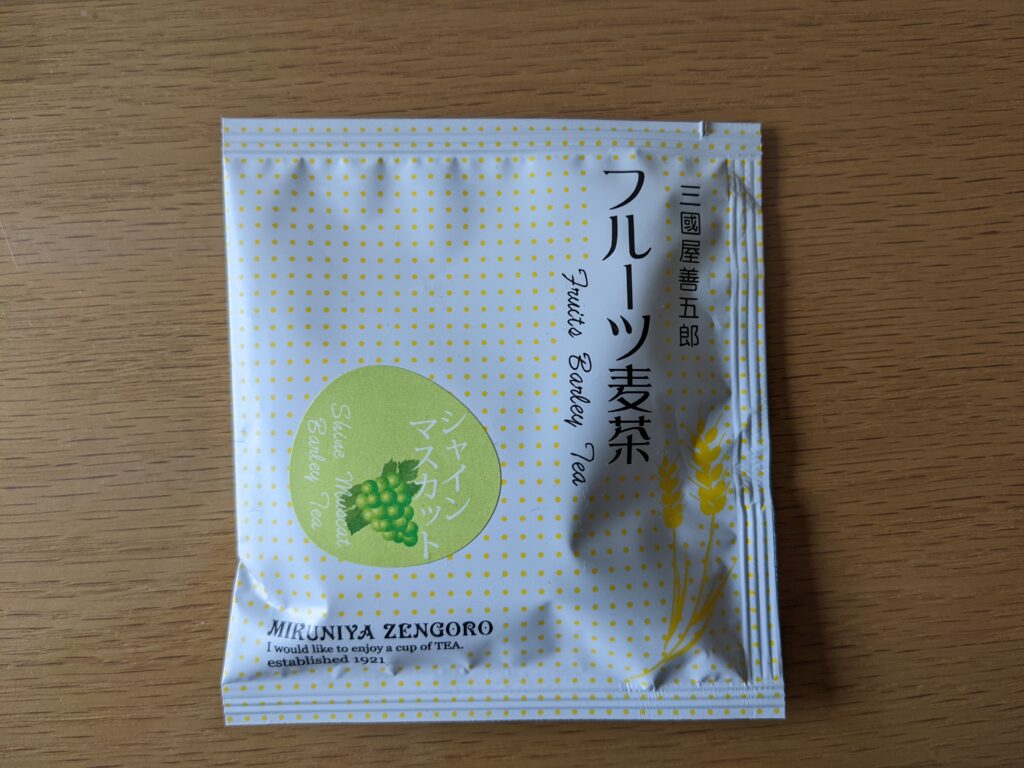 三國屋善五郎
フルーツ麦茶
Fruits Barley Tea
シャイン
マスカット
Shine Muscat
Barley Tea
MIKUNIYA ZENGORO
I would like to enjoy a cup of TEA.
established 1921